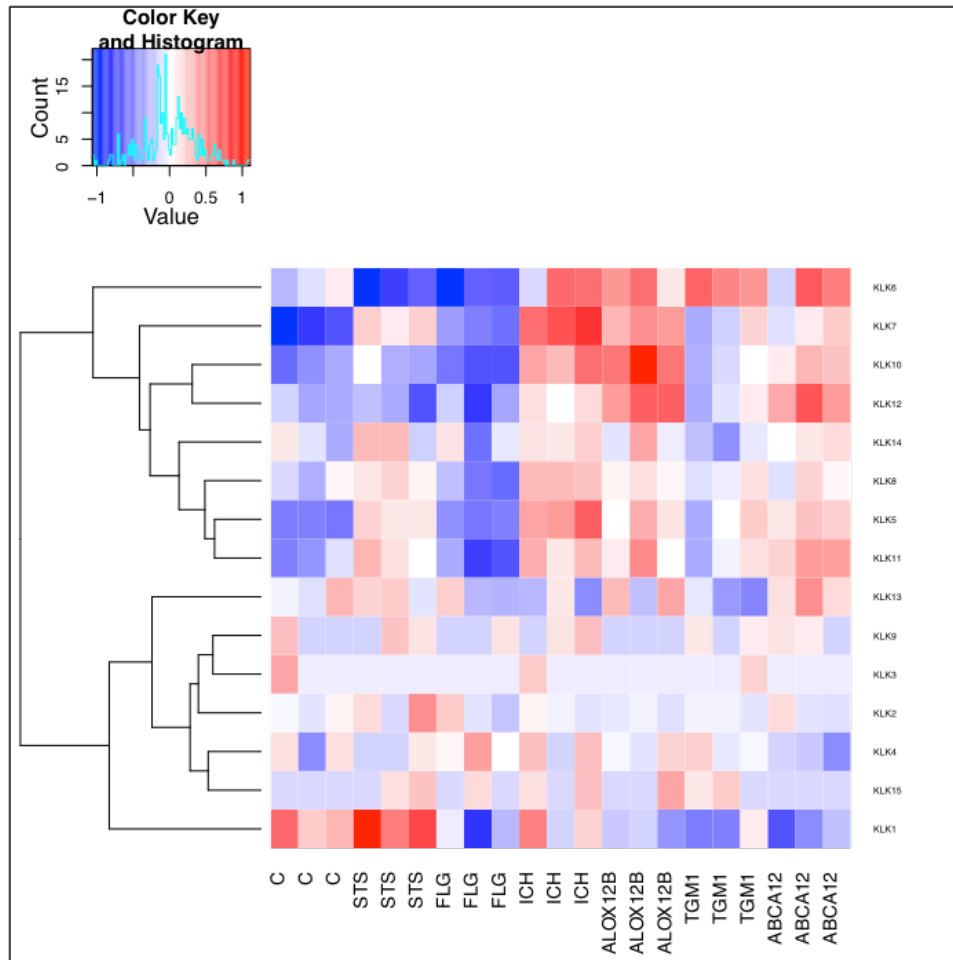 Color Key
and Histogram
Count
0
5
15
−1
0
0.5
1
Value
KLK6
KLK7
KLK10
KLK12
KLK14
KLK8
KLK5
KLK11
KLK13
KLK9
KLK3
KLK2
KLK4
KLK15
KLK1
C
C
C
STS
STS
STS
FLG
FLG
FLG
ICH
ICH
ICH
ALOX12B
ALOX12B
ALOX12B
TGM1
TGM1
TGM1
ABCA12
ABCA12
ABCA12